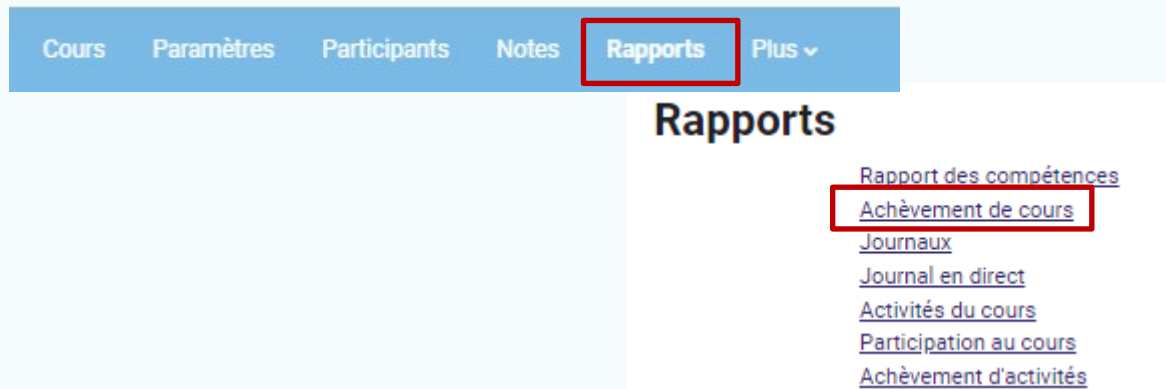 Cours Paramètres Participants Notes Rapports Plus
Rapports
Rapport des compétences
Achèvement de cours
Journaux
Journal en direct
Activités du cours
Participation au cours
Achèvement d'activités